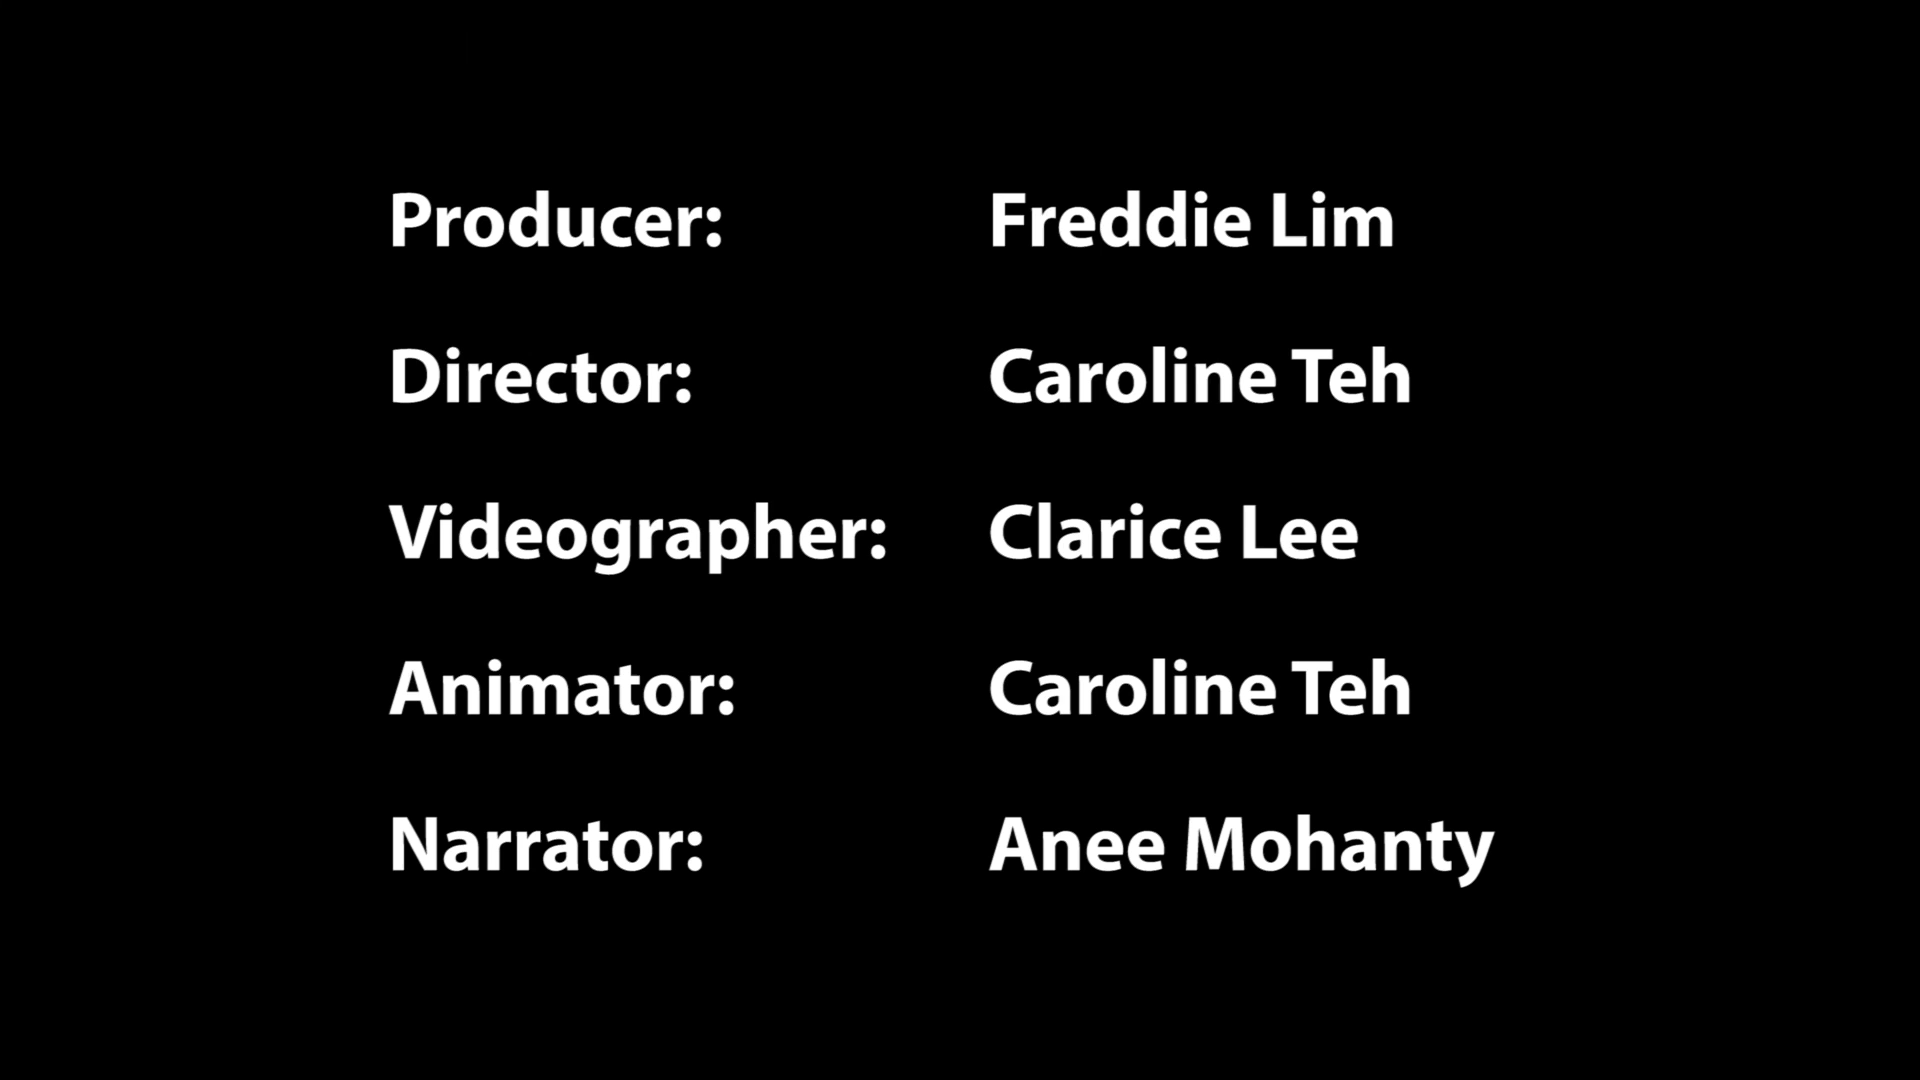 Producer: Freddie Lim
Director: Caroline Teh
Videographer: Clarice Lee
Animator: Caroline Teh
Narrator: Anee Mohanty